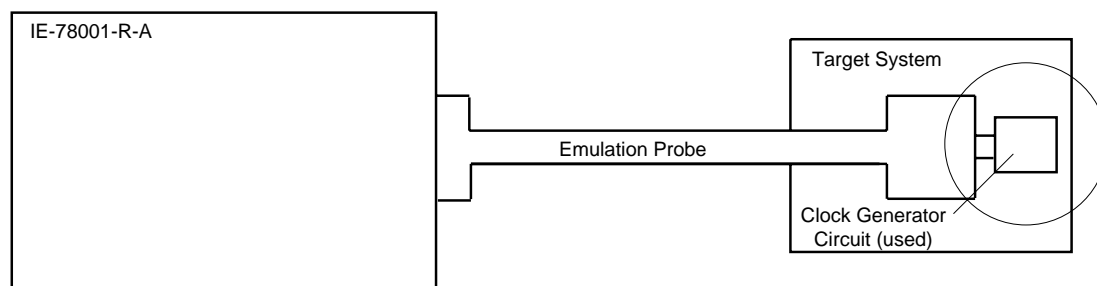 IE-78001-R-A
Target System
Emulation Probe
Clock Generator
Circuit (used)